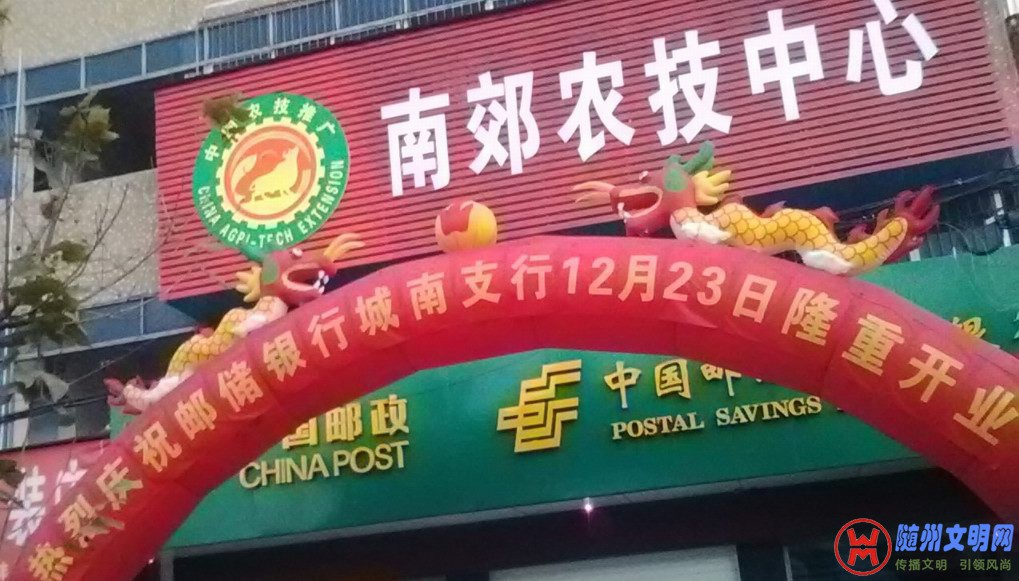 南郊农技中心
中国农技推广
CHINA AGRI-TECH EXTENSION
热烈庆祝邮储银行城南支行12月23日隆重开业
中国邮
POSTAL SAVINGS
国邮政
CHINA POST
随州文明网
传播文明 引领风尚